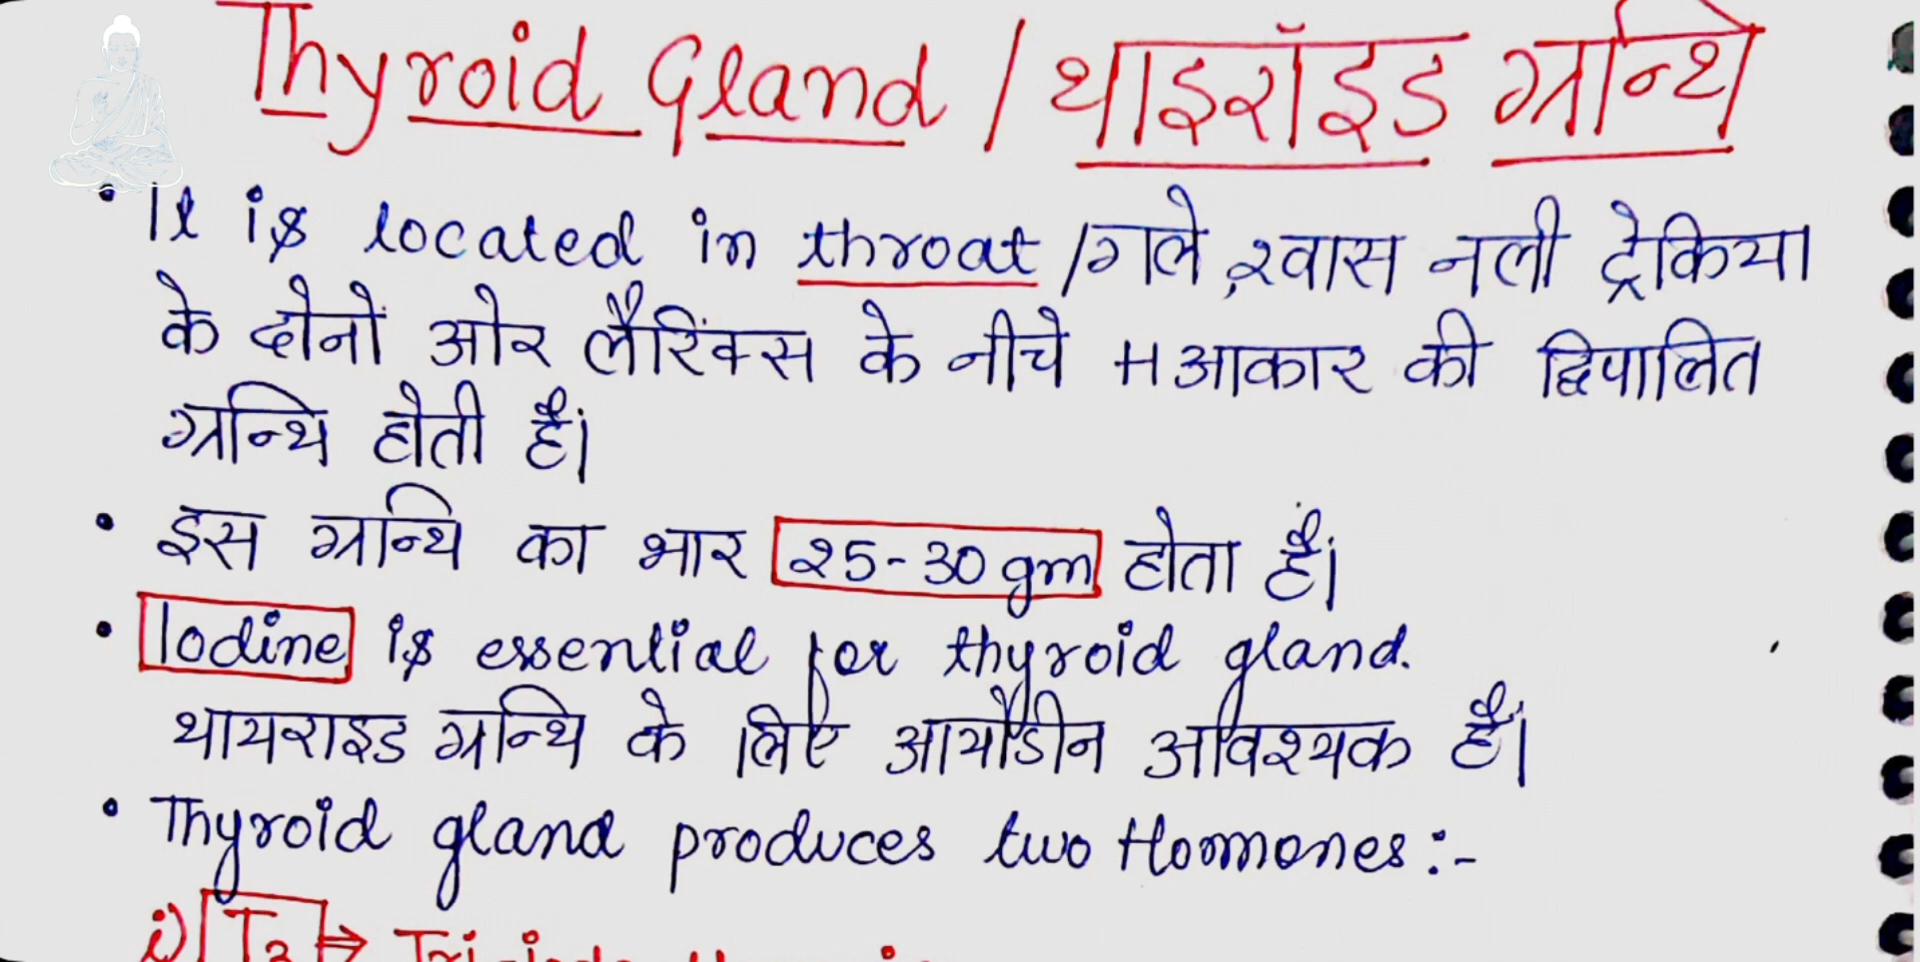 Thyroid Gland / थाइरॉइड ग्रन्थि
• It is located in throat / गले, श्वास नली ट्रेकिया
के दोनों ओर लैरिंक्स के नीचे H आकार की द्विपालित
ग्रन्थि होती है।
• इस ग्रन्थि का भार 25-30 gm होता है।
• Iodine is essential for thyroid gland.
थायराइड ग्रन्थि के लिए आयोडीन आवश्यक है।
• Thyroid gland produces two Hormones:-
i) T3 ⇒